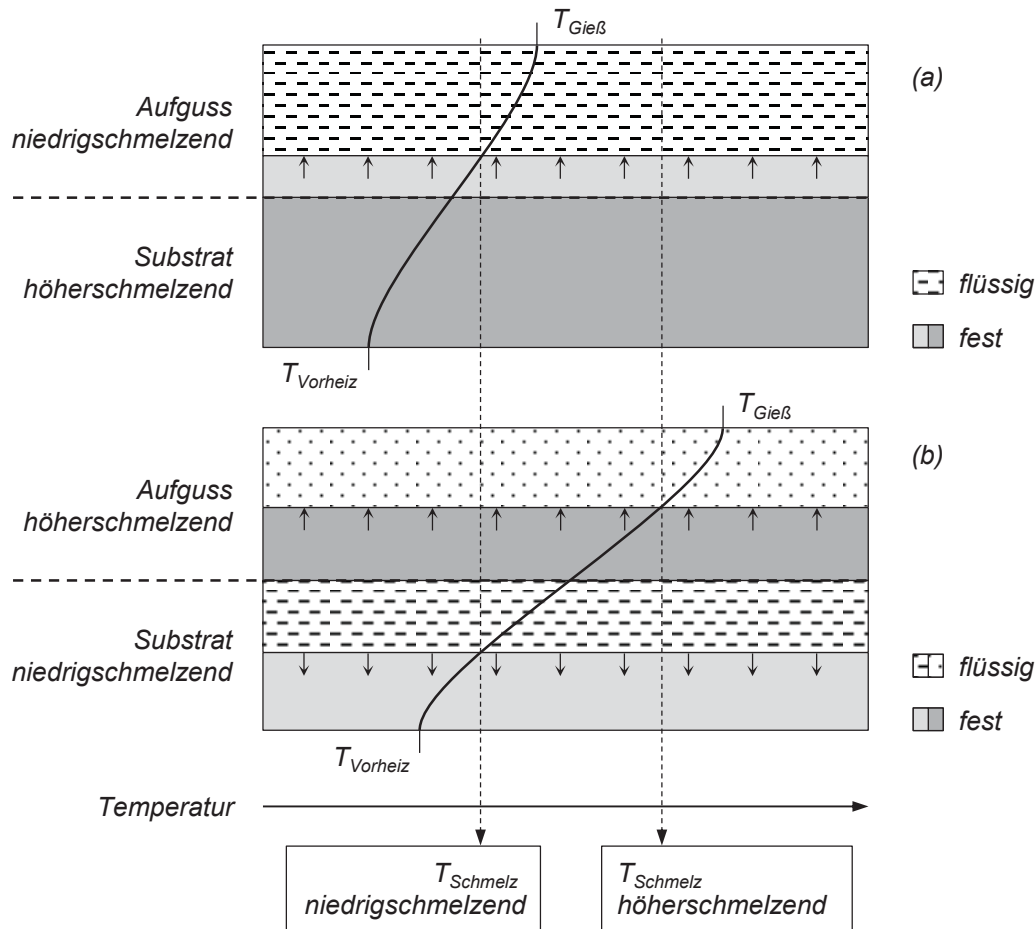 T_Gieß
(a)
Aufguss
niedrigschmelzend
Substrat
höherschmelzend
flüssig
fest
T_Vorheiz
T_Gieß
(b)
Aufguss
höherschmelzend
Substrat
niedrigschmelzend
flüssig
fest
T_Vorheiz
Temperatur
T_Schmelz
niedrigschmelzend
T_Schmelz
höherschmelzend